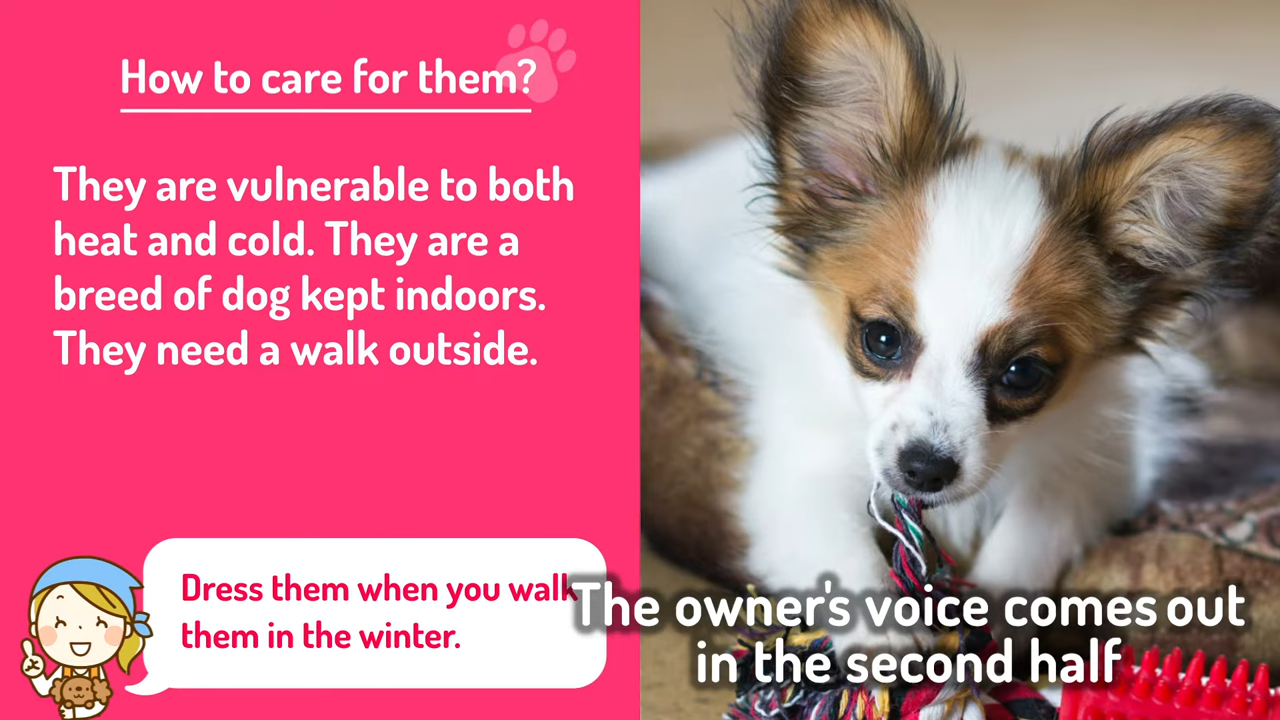 How to care for them?
They are vulnerable to both
heat and cold. They are a
breed of dog kept indoors.
They need a walk outside.
Dress them when you walk
them in the winter.
The owner's voice comes out
in the second half